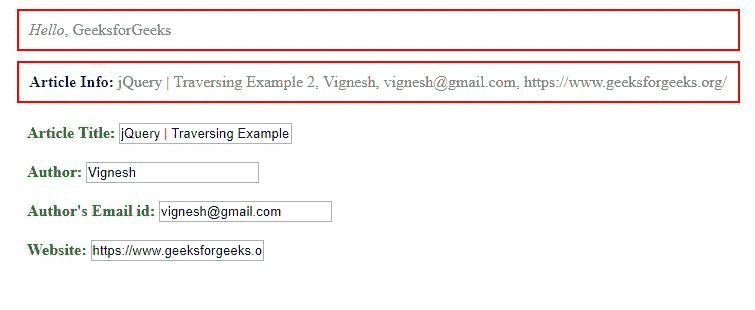 Hello, GeeksforGeeks
Article Info: jQuery | Traversing Example 2, Vignesh, vignesh@gmail.com, https://www.geeksforgeeks.org/
Article Title: jQuery | Traversing Example
Author: Vignesh
Author's Email id: vignesh@gmail.com
Website: https://www.geeksforgeeks.o